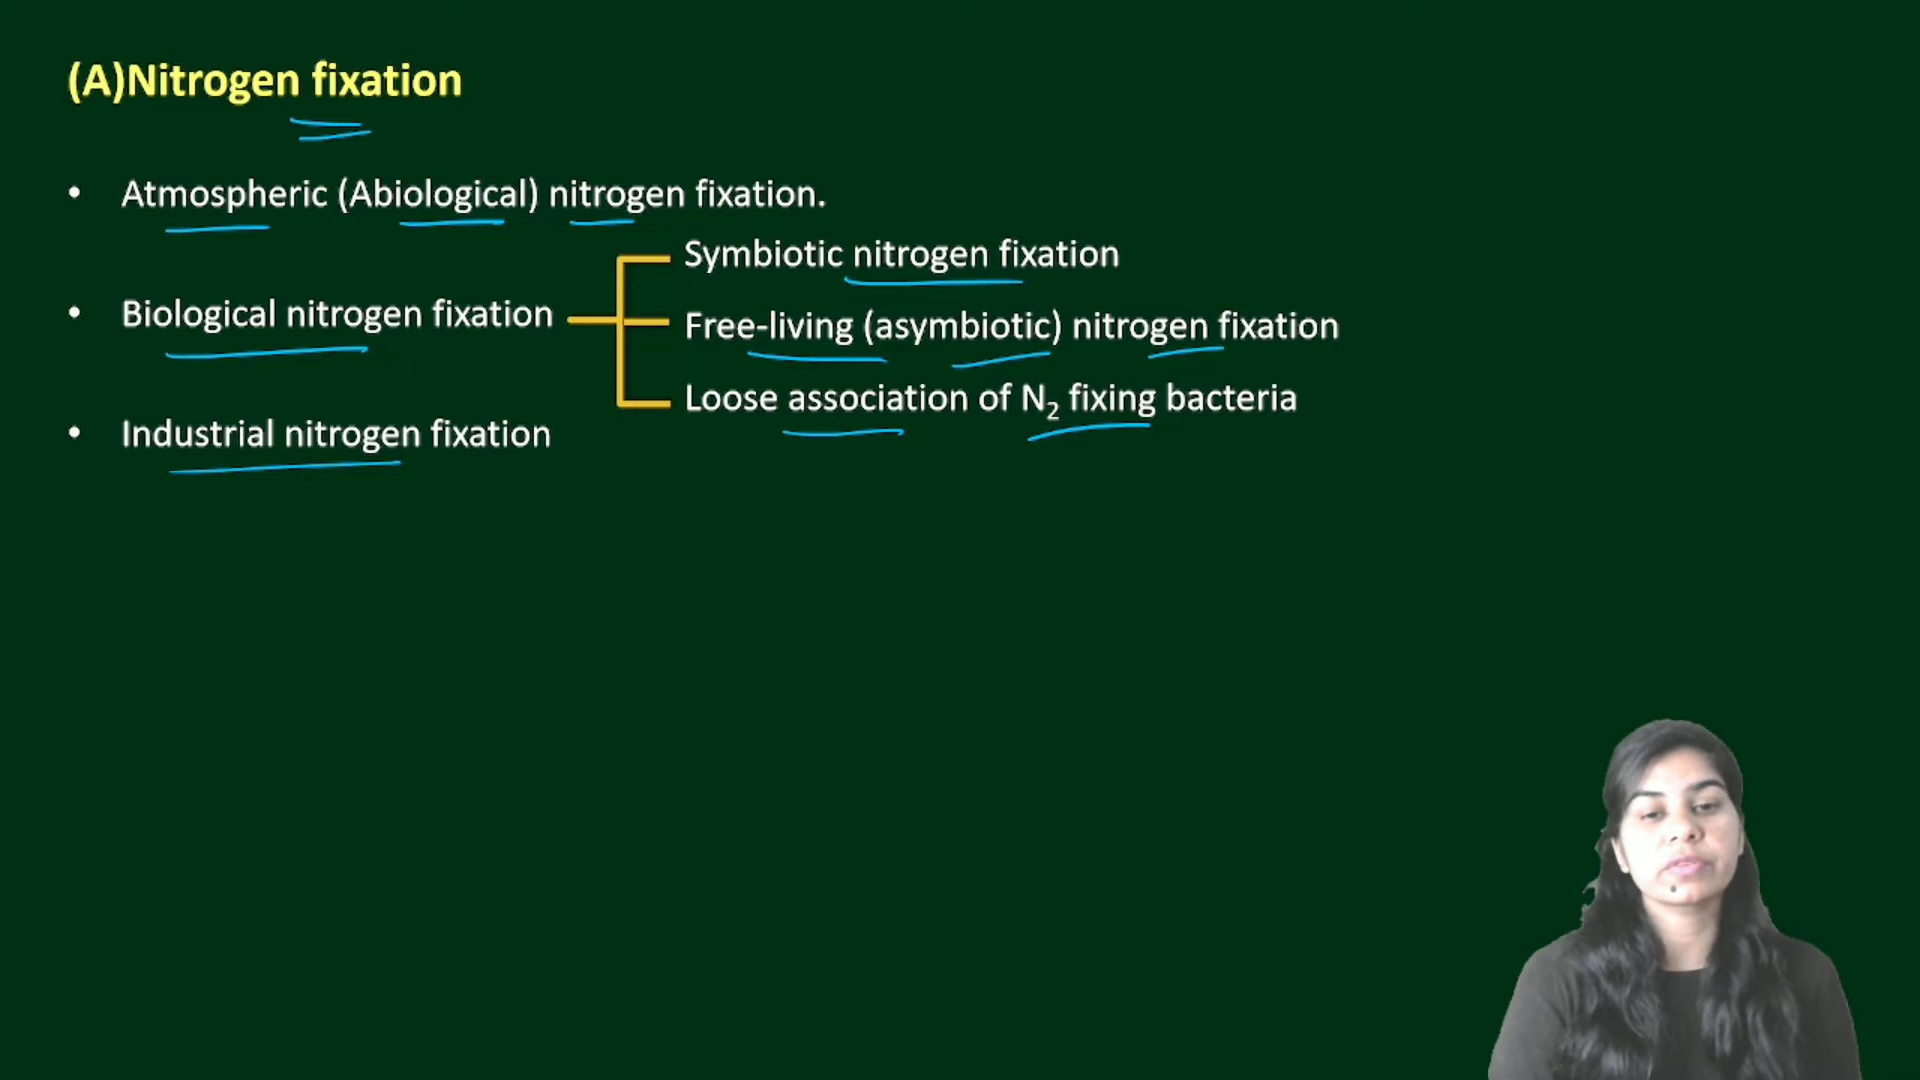 (A)Nitrogen fixation
• Atmospheric (Abiological) nitrogen fixation.
Symbiotic nitrogen fixation
• Biological nitrogen fixation
Free-living (asymbiotic) nitrogen fixation
Loose association of N₂ fixing bacteria
• Industrial nitrogen fixation